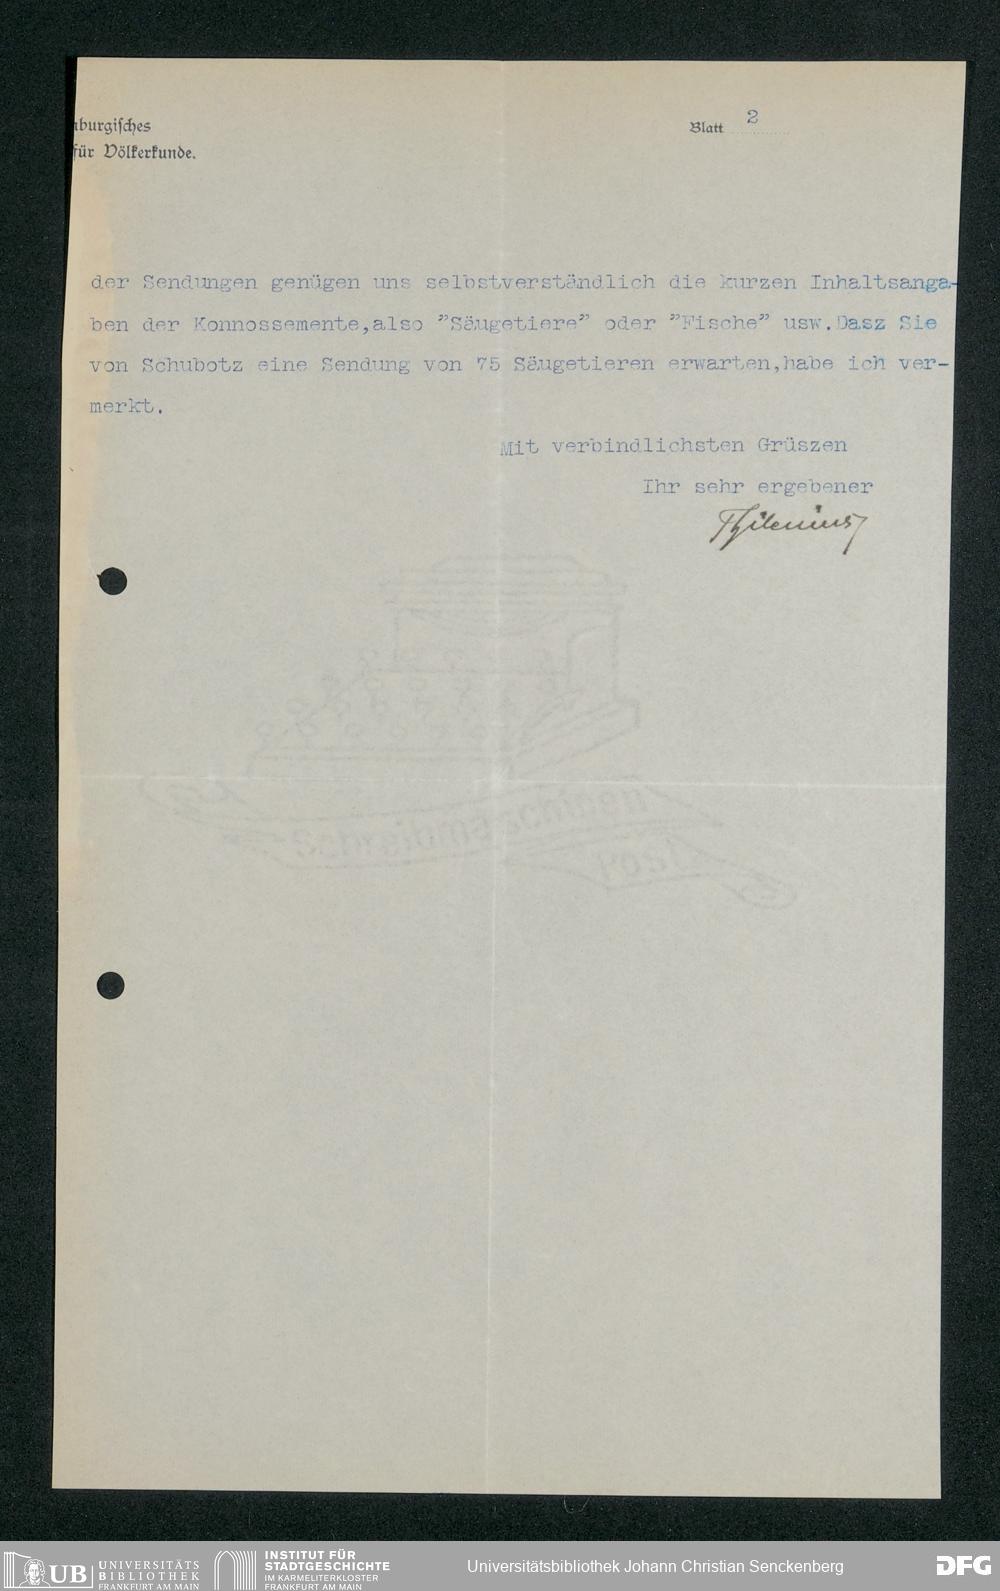 burgisches
für Völkerkunde.
Blatt 2
der Sendungen genügen uns selbstverständlich die kurzen Inhaltsanga-
ben der Konnossemente,also "Säugetiere" oder "Fische" usw.Dasz Sie
von Schubotz eine Sendung von 75 Säugetieren erwarten,habe ich ver-
merkt.
Mit verbindlichsten Grüszen
Ihr sehr ergebener
Thilenius
UB UNIVERSITÄTS
BIBLIOTHEK
FRANKFURT AM MAIN
INSTITUT FÜR
STADTGESCHICHTE
IM KARMELITERKLOSTER
FRANKFURT AM MAIN
Universitätsbibliothek Johann Christian Senckenberg
DFG